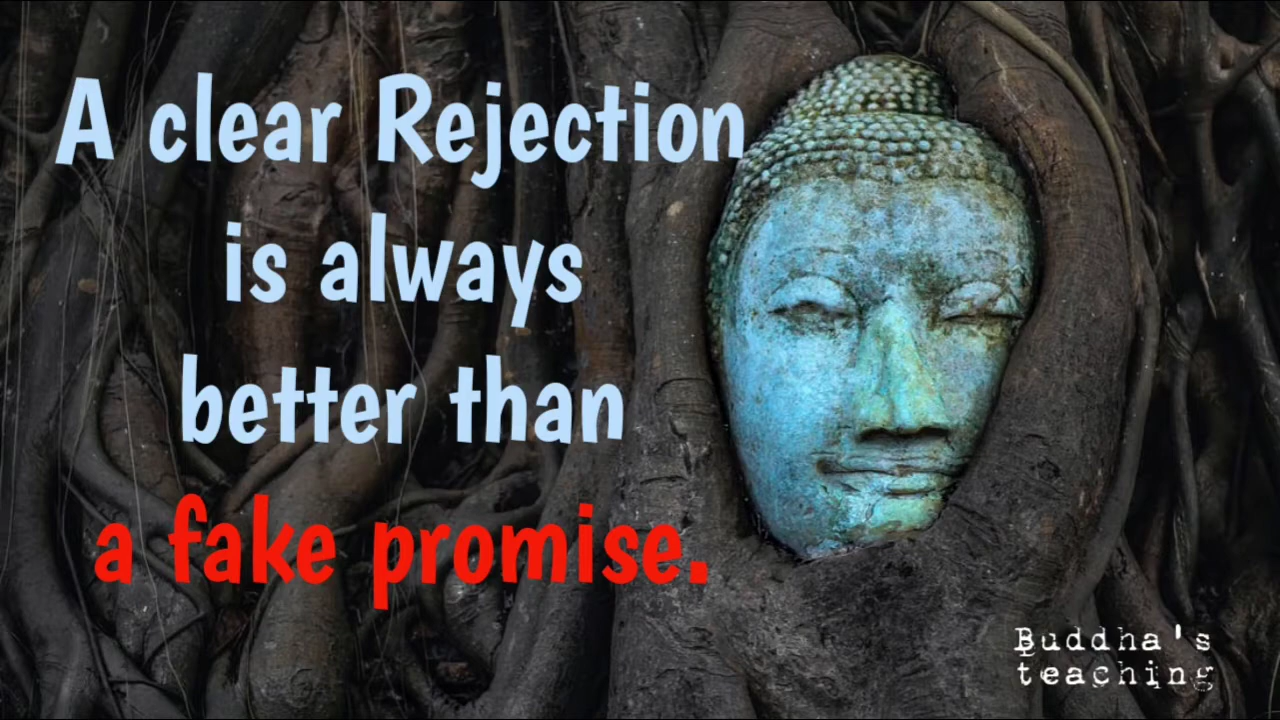 A clear Rejection
is always
better than
a fake promise.
Buddha's
teaching